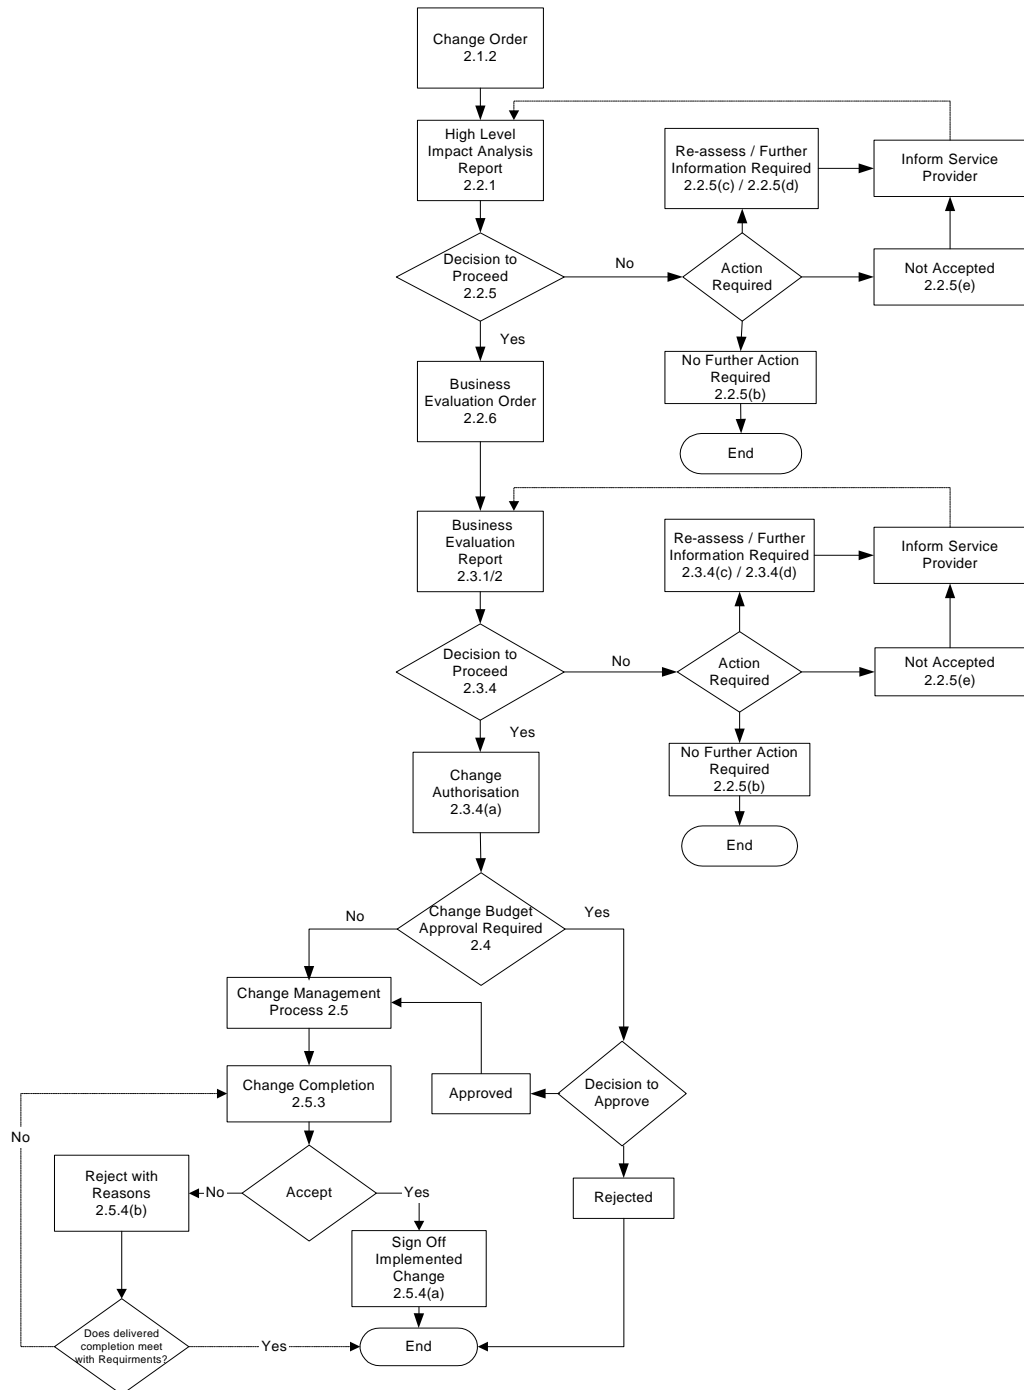 Change Order
2.1.2
High Level
Impact Analysis
Report
2.2.1
Re-assess / Further
Information Required
2.2.5(c) / 2.2.5(d)
Inform Service
Provider
Decision to
Proceed
2.2.5
No
Action
Required
Not Accepted
2.2.5(e)
Yes
No Further Action
Required
2.2.5(b)
Business
Evaluation Order
2.2.6
End
Business
Evaluation
Report
2.3.1/2
Re-assess / Further
Information Required
2.3.4(c) / 2.3.4(d)
Inform Service
Provider
Decision to
Proceed
2.3.4
No
Action
Required
Not Accepted
2.2.5(e)
Yes
No Further Action
Required
2.2.5(b)
Change
Authorisation
2.3.4(a)
End
Change Budget
Approval Required
2.4
No
Yes
Change Management
Process 2.5
Decision to
Approve
Approved
Change Completion
2.5.3
No
Reject with
Reasons
2.5.4(b)
No
Accept
Yes
Rejected
Sign Off
Implemented
Change
2.5.4(a)
Does delivered
completion meet
with Requirments?
Yes
End